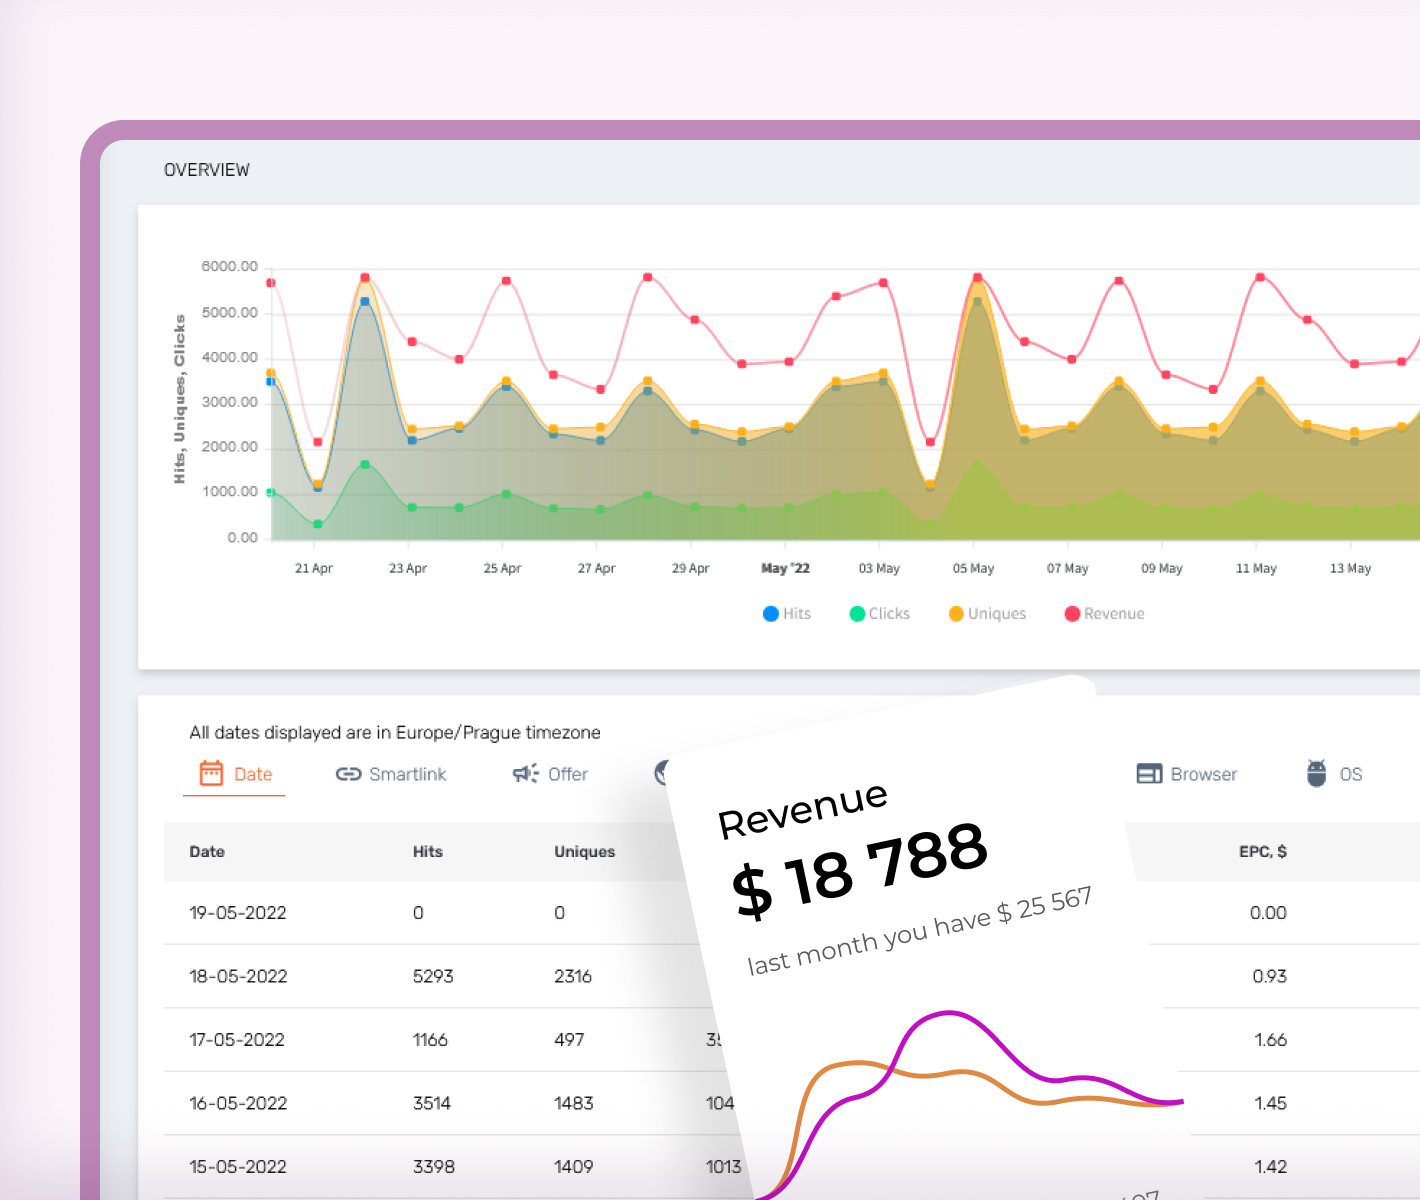 OVERVIEW
6000.00
5000.00
4000.00
3000.00
2000.00
1000.00
0.00
Hits, Uniques, Clicks
21 Apr 23 Apr 25 Apr 27 Apr 29 Apr May '22 03 May 05 May 07 May 09 May 11 May 13 May
Hits Clicks Uniques Revenue
All dates displayed are in Europe/Prague timezone
Date Smartlink Offer Browser OS
Date Hits Uniques EPC, $
19-05-2022 0 0 0.00
18-05-2022 5293 2316 0.93
17-05-2022 1166 497 1.66
16-05-2022 3514 1483 104 1.45
15-05-2022 3398 1409 1013 1.42
Revenue
$ 18 788
last month you have $ 25 567